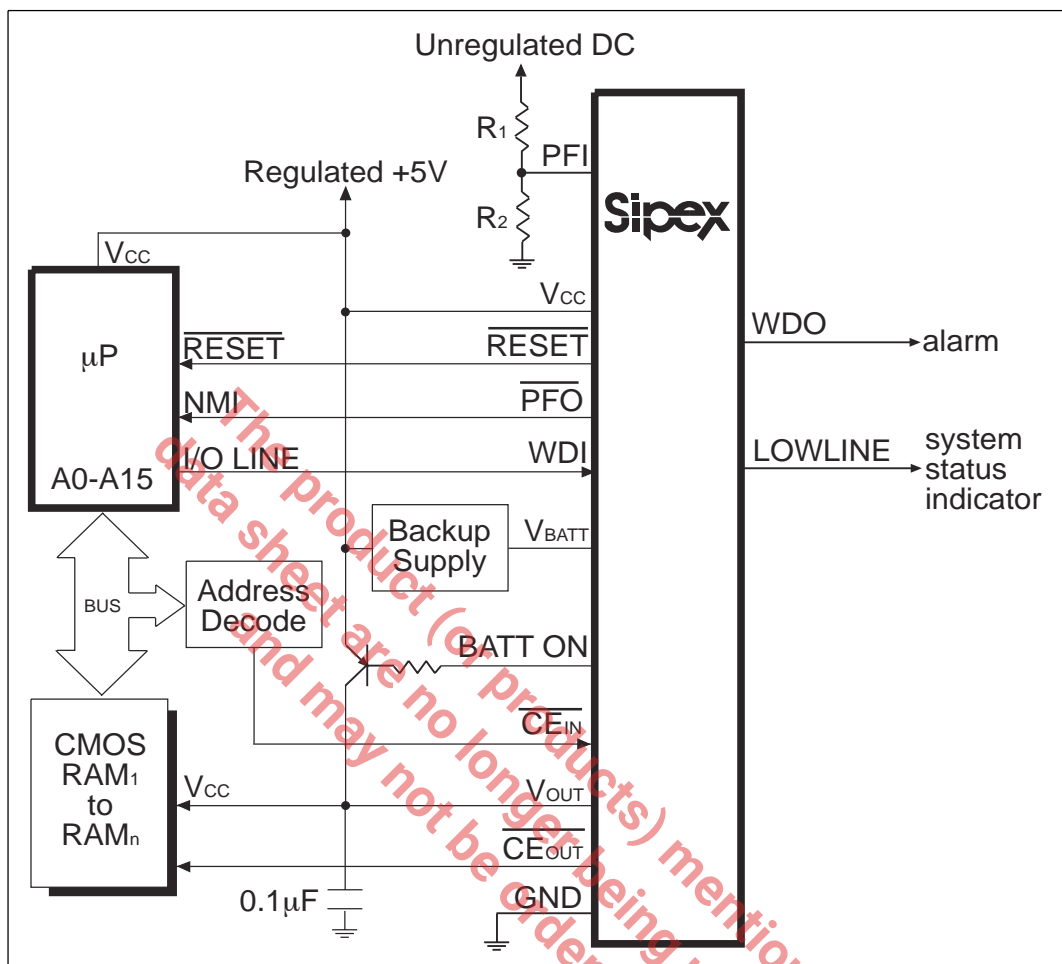 Unregulated DC
R1
PFI
R2
Regulated +5V
Sipex
VCC
μP
A0-A15
VCC
RESET
RESET
NMI
PFO
I/O LINE
WDI
WDO
alarm
LOWLINE
system
status
indicator
Backup
Supply
VBATT
BUS
Address
Decode
BATT ON
CEIN
CMOS
RAM1
to
RAMn
VCC
VOUT
CEOUT
0.1μF
GND
The product (or products) mention
data sheet are no longer being
and may not be order